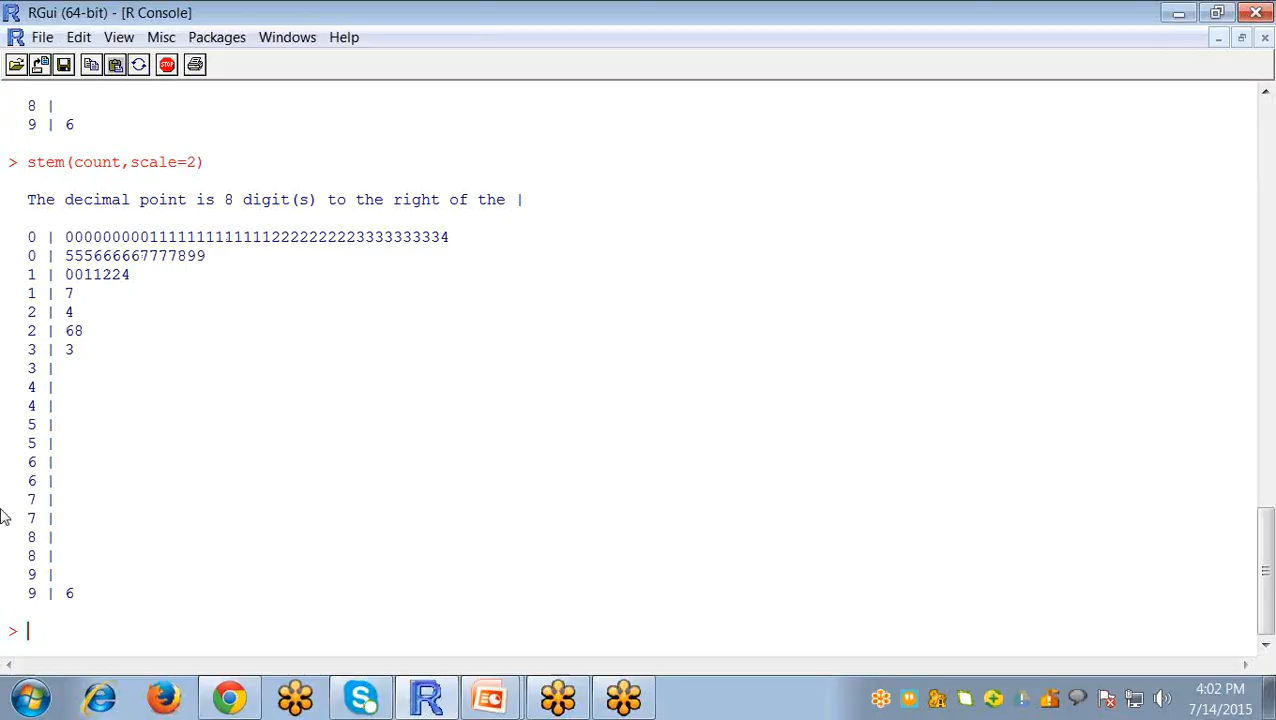 RGui (64-bit) - [R Console]
File Edit View Misc Packages Windows Help
STOP
8 |
9 | 6
> stem(count,scale=2)
The decimal point is 8 digit(s) to the right of the |
0 | 00000000011111111111112222222223333333334
0 | 555666667777899
1 | 0011224
1 | 7
2 | 4
2 | 68
3 | 3
3 |
4 |
4 |
5 |
5 |
6 |
6 |
7 |
7 |
8 |
8 |
9 |
9 | 6
>
4:02 PM
7/14/2015